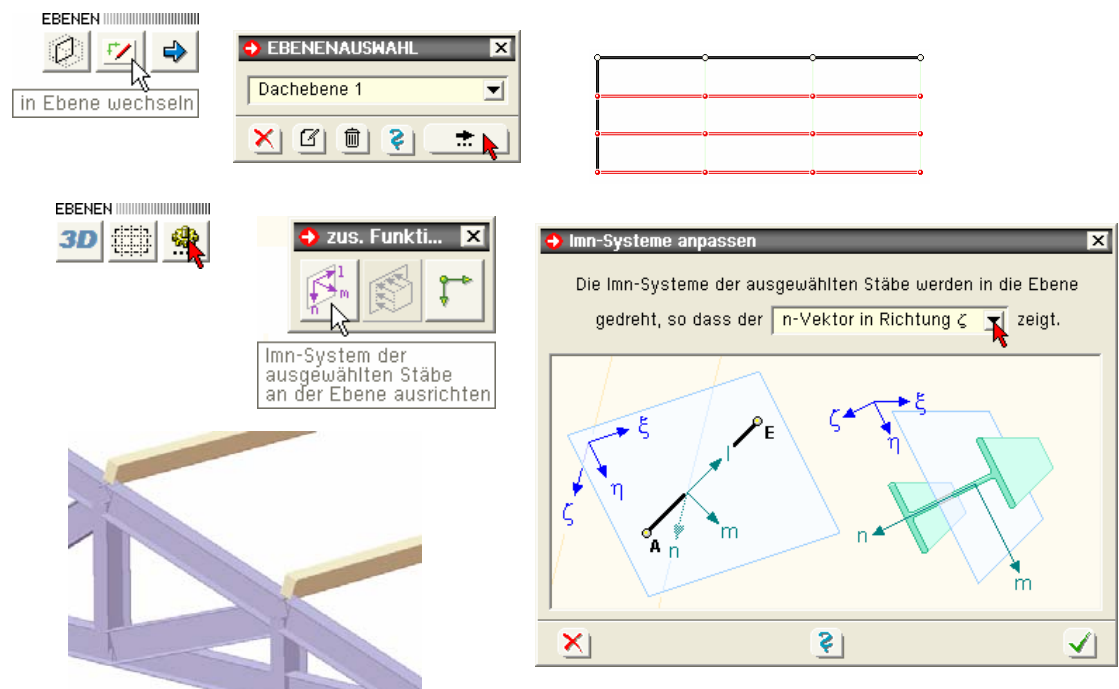 EBENEN
in Ebene wechseln
EBENENAUSWAHL
Dachebene 1
EBENEN
3D
zus. Funkti...
l
m
n
lmn-System der
ausgewählten Stäbe
an der Ebene ausrichten
lmn-Systeme anpassen
Die lmn-Systeme der ausgewählten Stäbe werden in die Ebene
gedreht, so dass der n-Vektor in Richtung ζ zeigt.
ξ
η
ζ
A
E
l
m
n
ζ
ξ
η
n
m